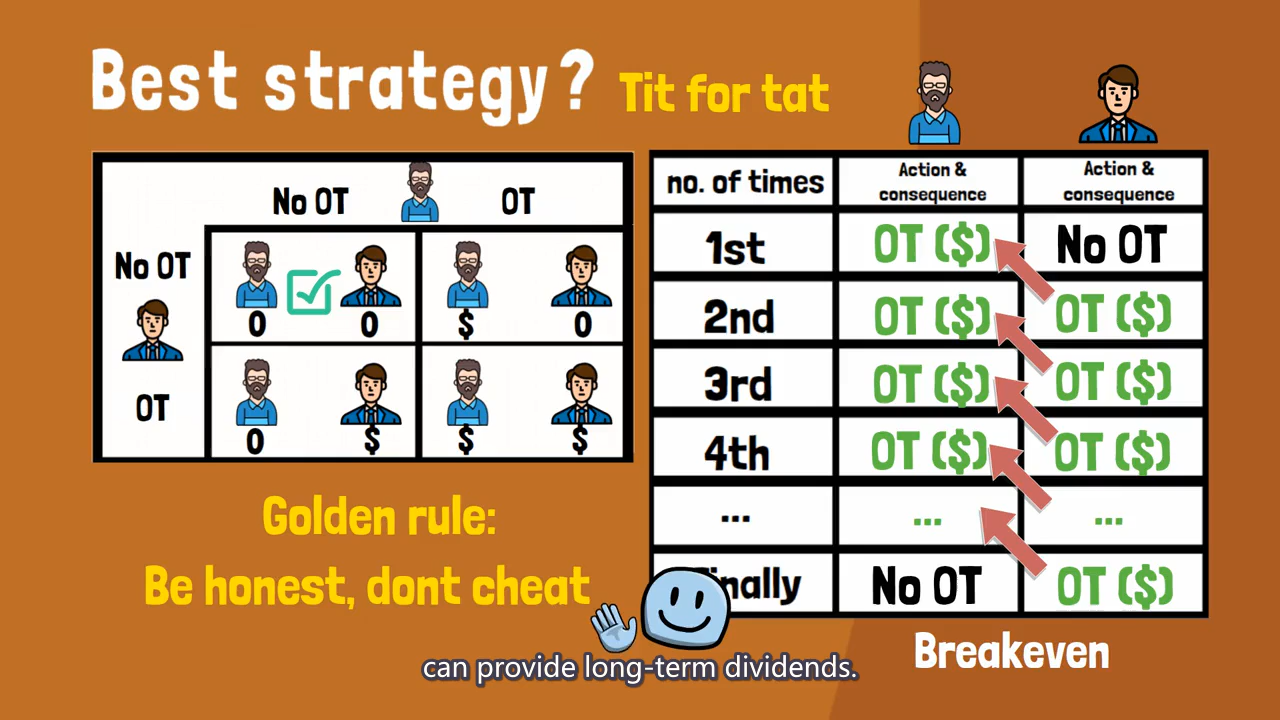 Best strategy? Tit for tat
No OT OT
No OT
0 0 $ 0
OT
0 $ $ $
Golden rule:
Be honest, dont cheat
no. of times Action & consequence Action & consequence
1st OT ($) No OT
2nd OT ($) OT ($)
3rd OT ($) OT ($)
4th OT ($) OT ($)
... ... ...
No OT OT ($)
Breakeven
can provide long-term dividends.